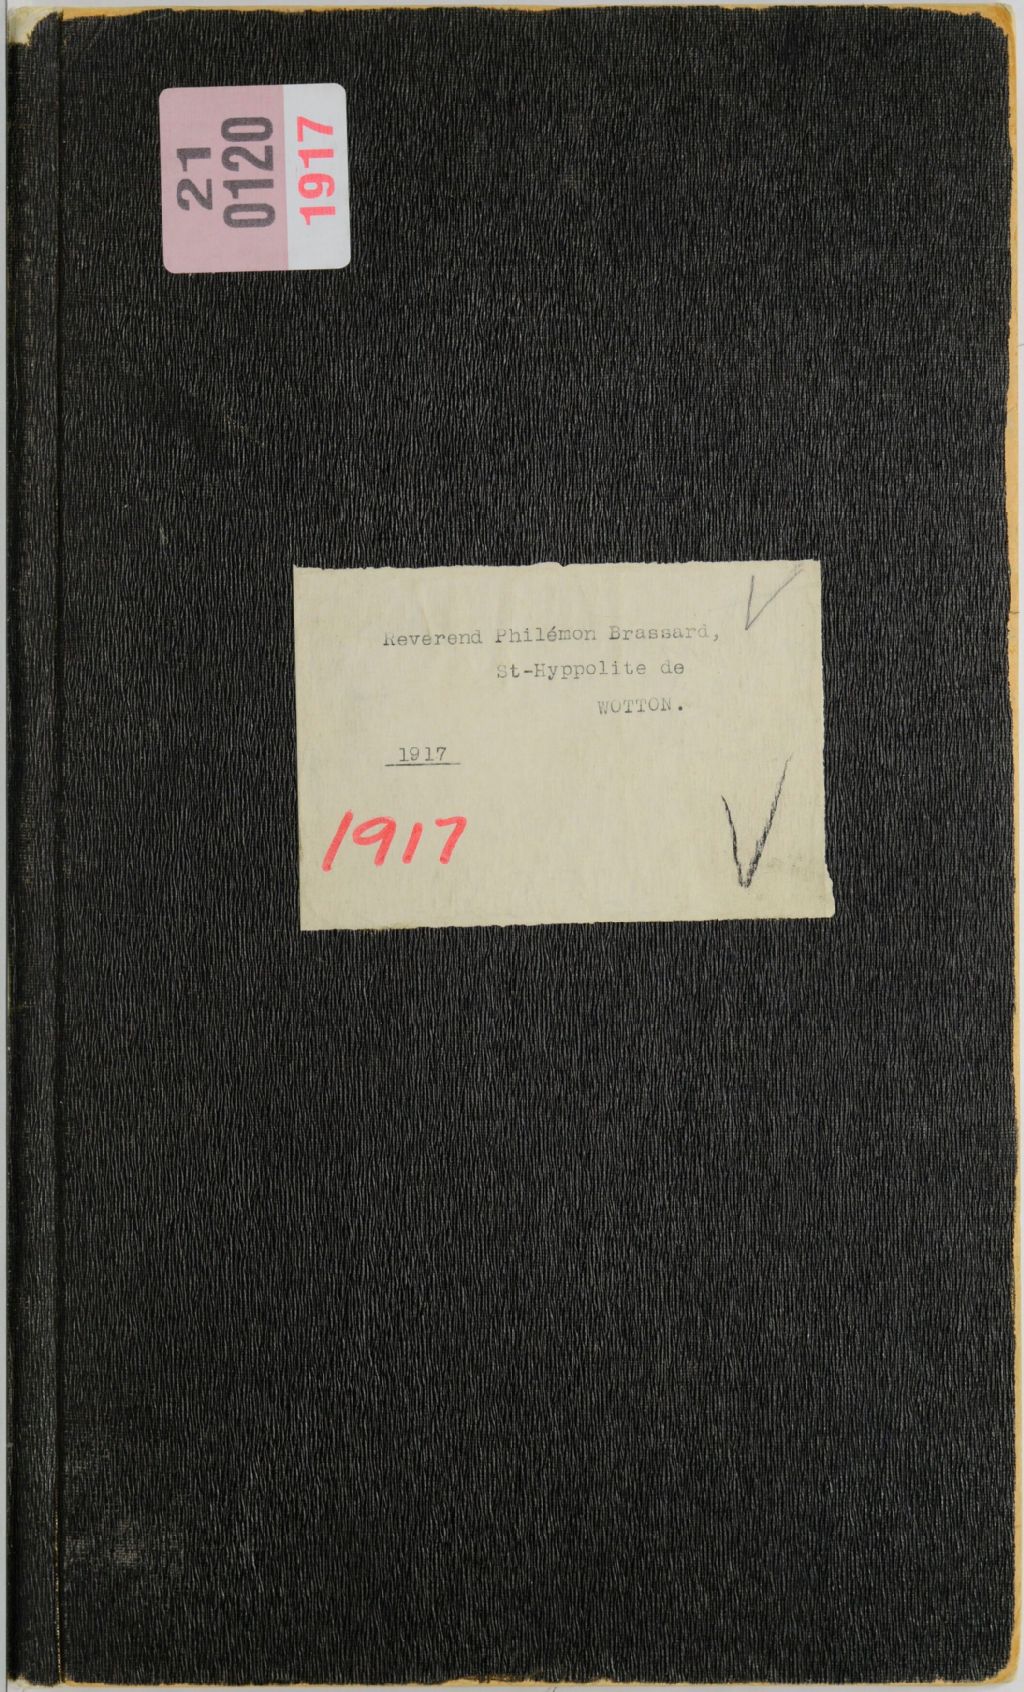 21
0120
1917
Reverend Philémon Brassard,
St-Hyppolite de
WOTTON.
1917
1917